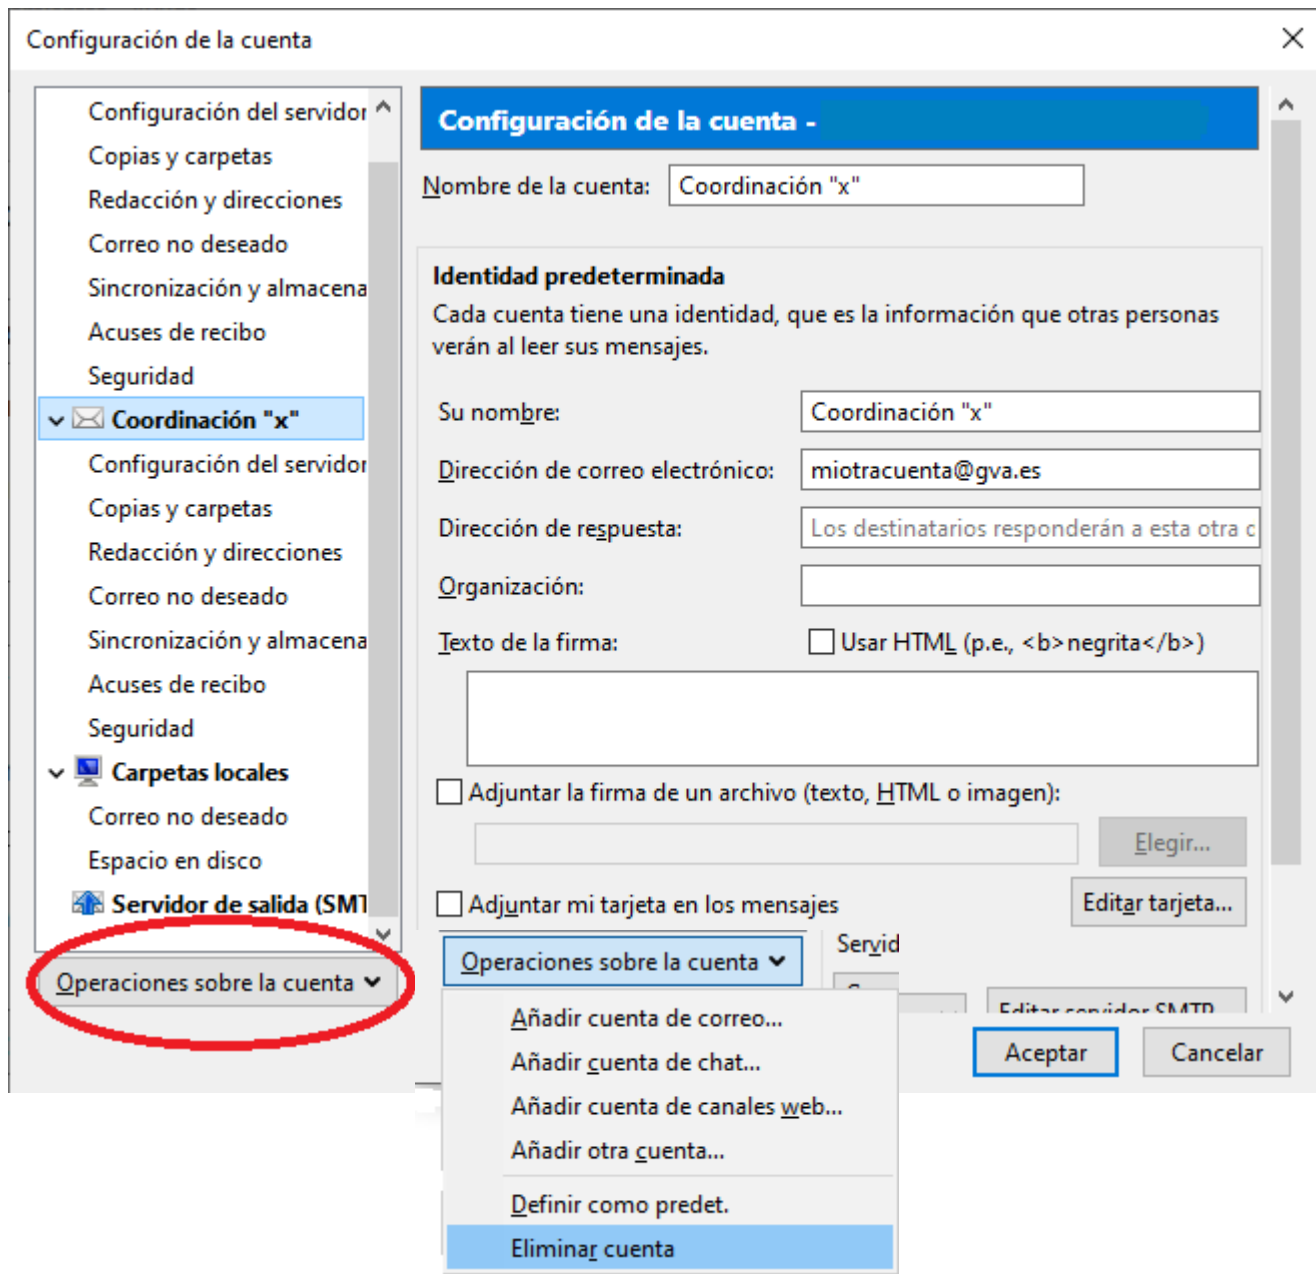 Configuración de la cuenta
Configuración del servidor
Copias y carpetas
Redacción y direcciones
Correo no deseado
Sincronización y almacena
Acuses de recibo
Seguridad
Coordinación "x"
Configuración del servidor
Copias y carpetas
Redacción y direcciones
Correo no deseado
Sincronización y almacena
Acuses de recibo
Seguridad
Carpetas locales
Correo no deseado
Espacio en disco
Servidor de salida (SMT
Operaciones sobre la cuenta
Configuración de la cuenta -
Nombre de la cuenta: Coordinación "x"
Identidad predeterminada
Cada cuenta tiene una identidad, que es la información que otras personas
verán al leer sus mensajes.
Su nombre: Coordinación "x"
Dirección de correo electrónico: miotracuenta@gva.es
Dirección de respuesta: Los destinatarios responderán a esta otra c
Organización:
Texto de la firma: Usar HTML (p.e., <b>negrita</b>)
Adjuntar la firma de un archivo (texto, HTML o imagen):
Elegir...
Adjuntar mi tarjeta en los mensajes Editar tarjeta...
Operaciones sobre la cuenta Servid
Editar servidor SMTP
Añadir cuenta de correo...
Añadir cuenta de chat...
Añadir cuenta de canales web...
Añadir otra cuenta...
Definir como predet.
Eliminar cuenta
Aceptar Cancelar